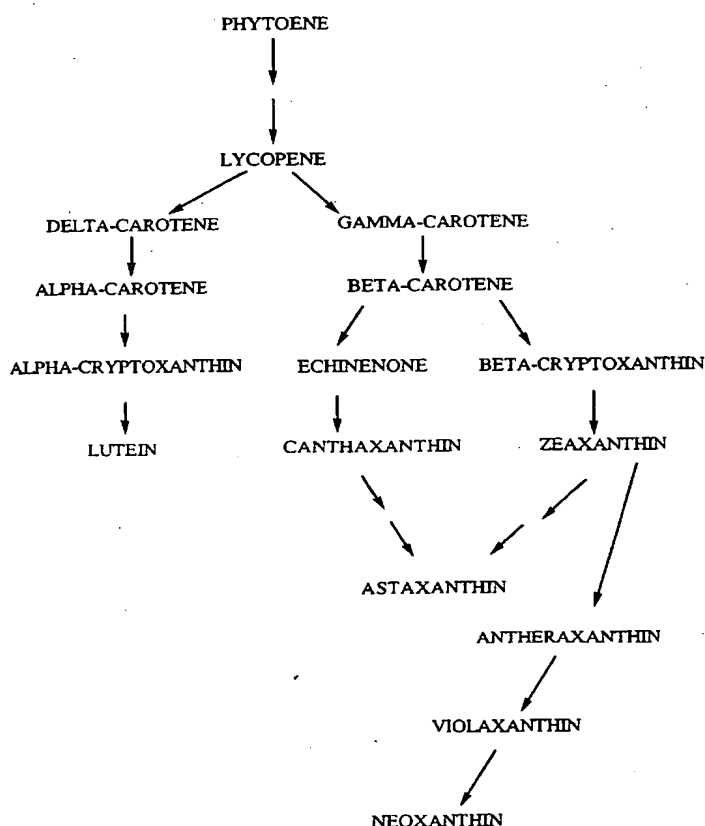 PHYTOENE
LYCOPENE
DELTA-CAROTENE
GAMMA-CAROTENE
ALPHA-CAROTENE
BETA-CAROTENE
ALPHA-CRYPTOXANTHIN
ECHINENONE
BETA-CRYPTOXANTHIN
LUTEIN
CANTHAXANTHIN
ZEAXANTHIN
ASTAXANTHIN
ANTHERAXANTHIN
VIOLAXANTHIN
NEOXANTHIN